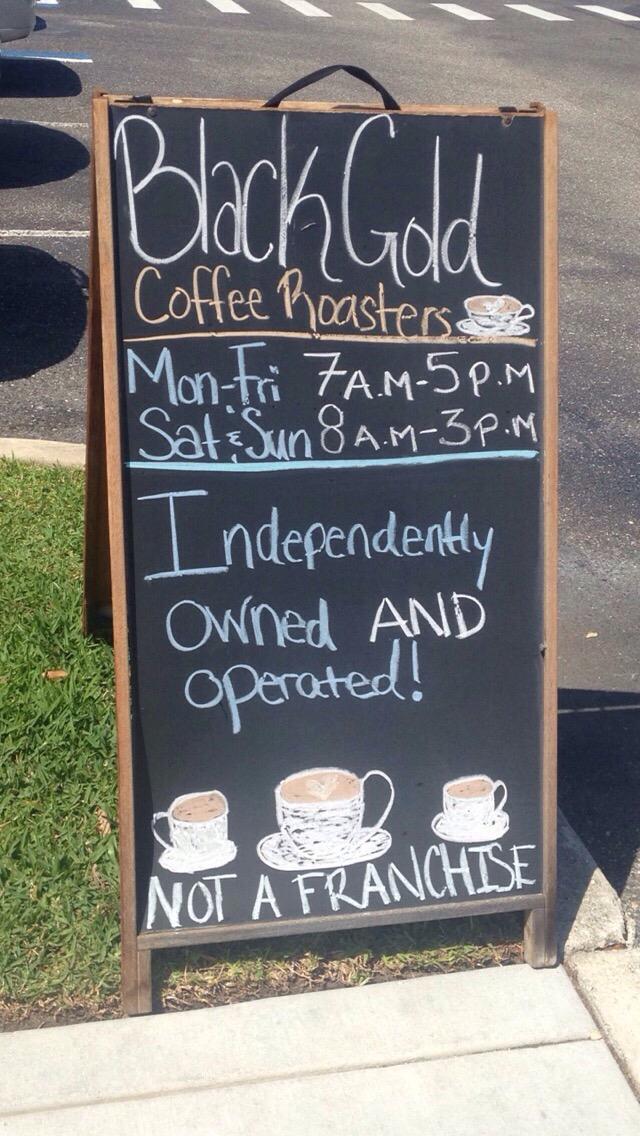 Black Gold
Coffee Roasters
Mon-Fri 7A.M-5P.M
Sat & Sun 8A.M-3P.M
Independently
Owned AND
operated!
NOT A FRANCHISE